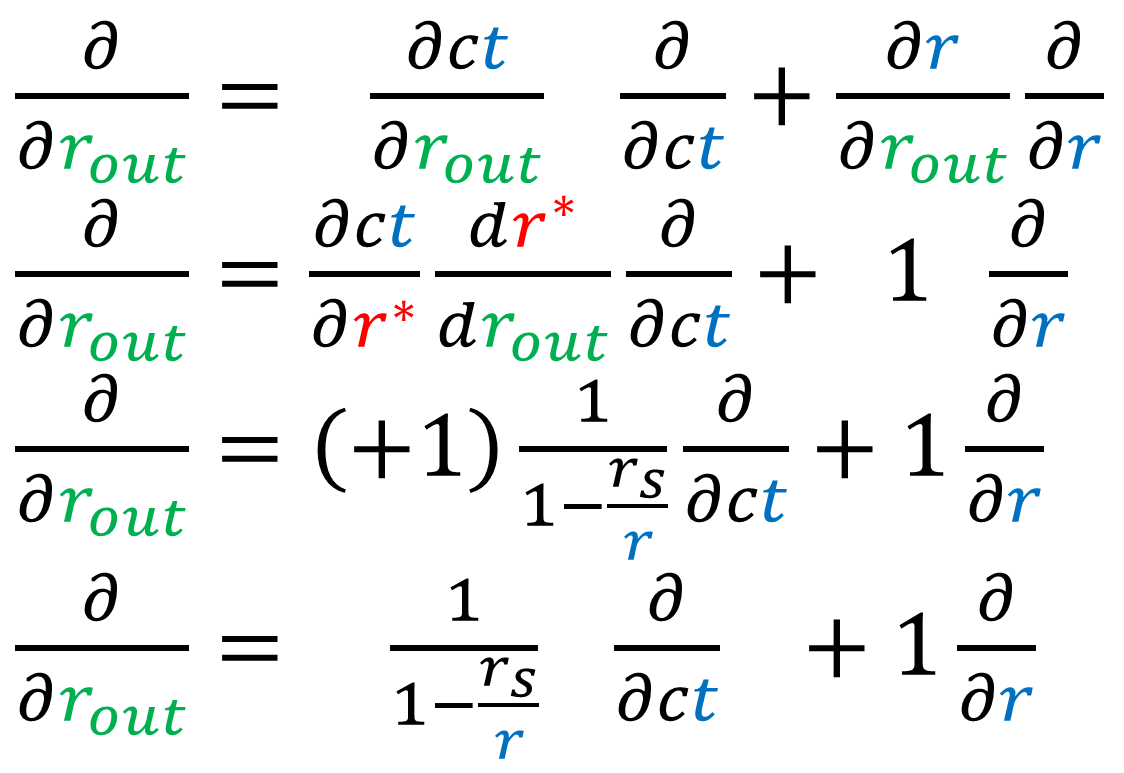 ∂/∂r_out = ∂ct/∂r_out ∂/∂ct + ∂r/∂r_out ∂/∂r
∂/∂r_out = ∂ct/∂r* dr*/dr_out ∂/∂ct + 1 ∂/∂r
∂/∂r_out = (+1) 1/(1−r_s/r) ∂/∂ct + 1 ∂/∂r
∂/∂r_out = 1/(1−r_s/r) ∂/∂ct + 1 ∂/∂r